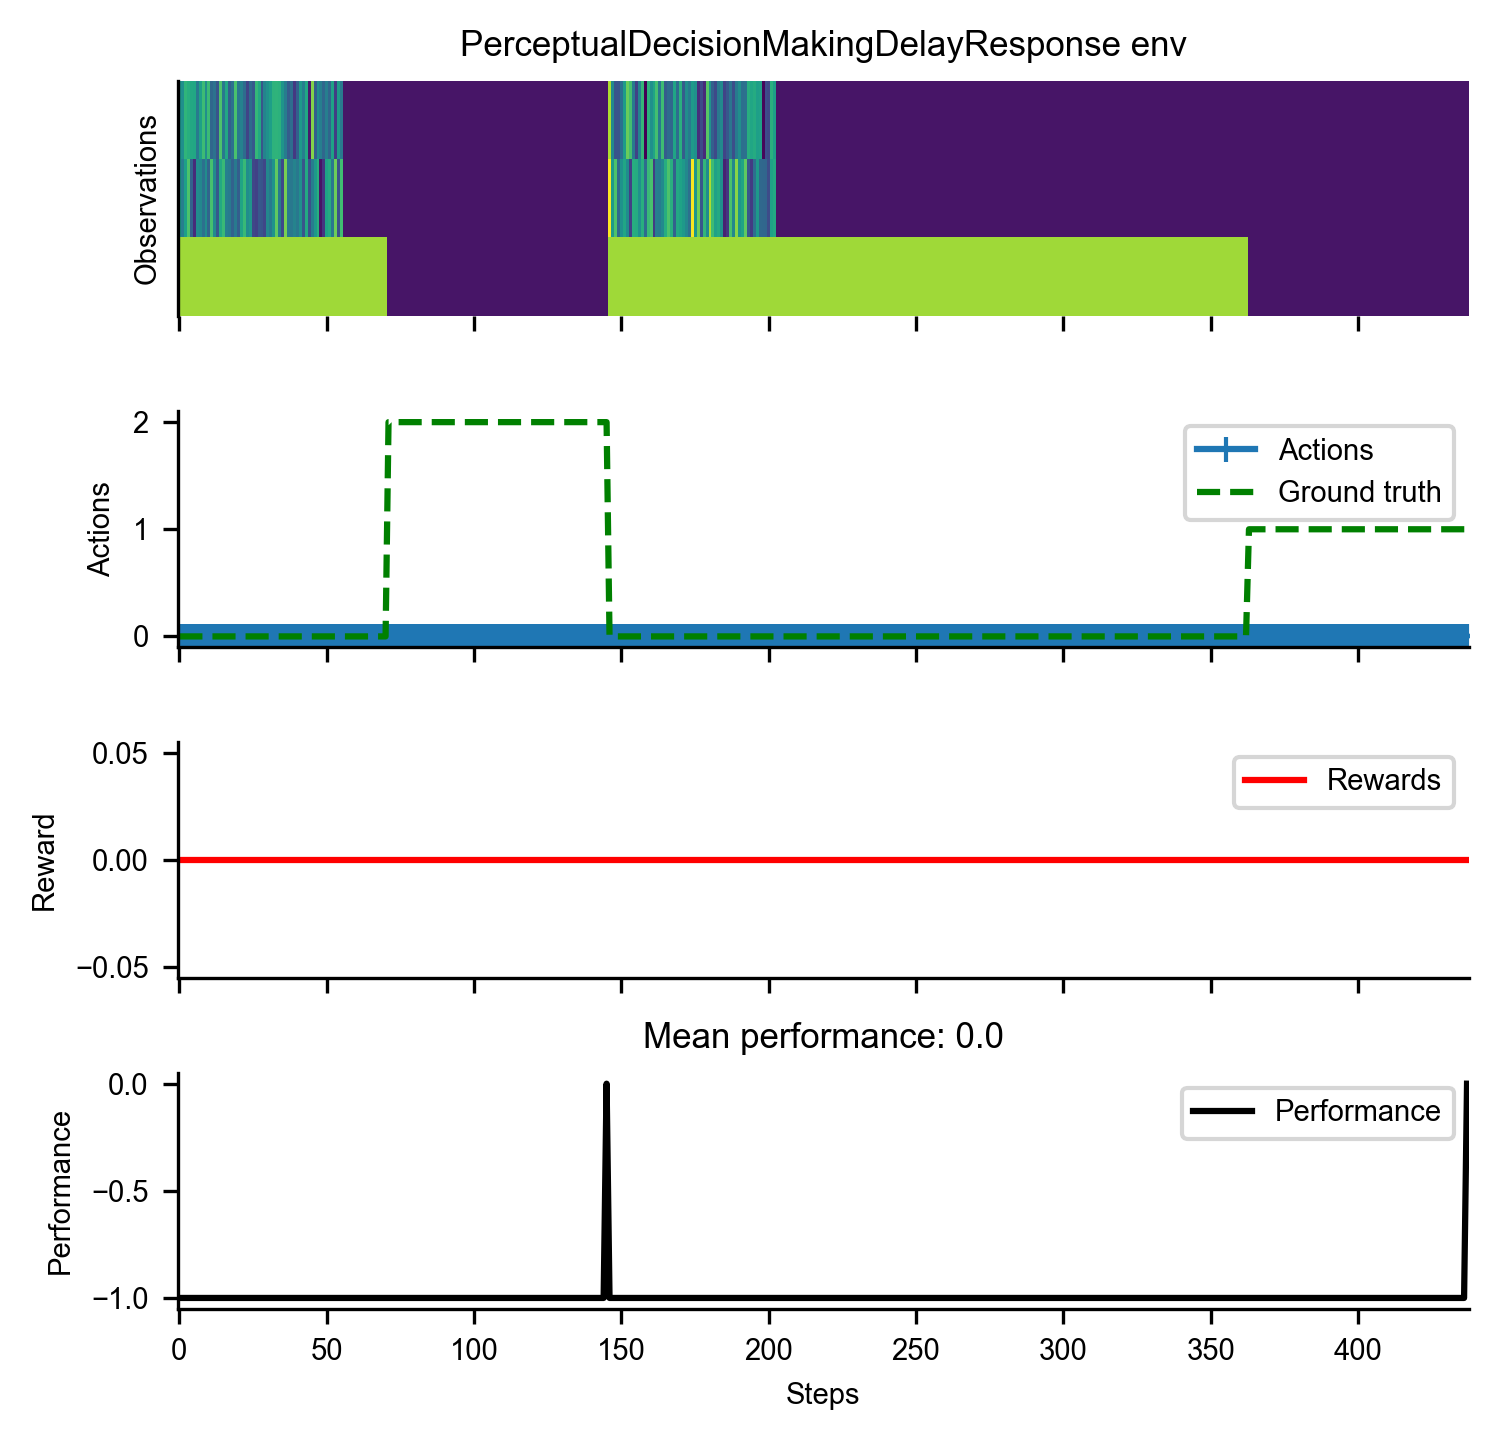 PerceptualDecisionMakingDelayResponse env
Observations
2
1
0
Actions
Actions
Ground truth
0.05
0.00
−0.05
Reward
Rewards
Mean performance: 0.0
0.0
−0.5
−1.0
Performance
Performance
0 50 100 150 200 250 300 350 400
Steps